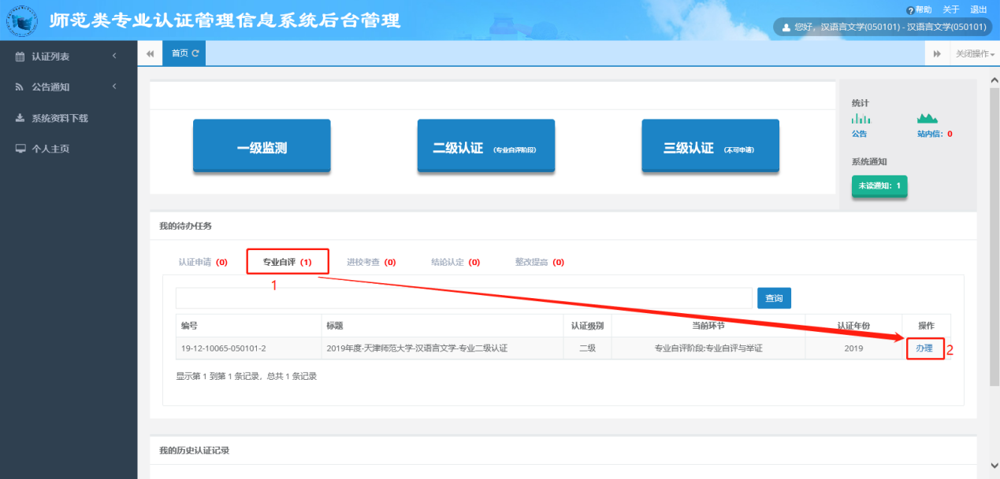 师范类专业认证管理信息系统后台管理
帮助 关于 退出
您好，汉语言文学(050101) - 汉语言文学(050101)
认证列表
公告通知
系统资料下载
个人主页
首页
关闭操作
一级监测
二级认证 (专业自评阶段)
三级认证 (不可申请)
统计
公告 站内信：0
系统通知
未读通知：1
我的待办任务
认证申请 (0) 专业自评 (1) 进校考查 (0) 结论认定 (0) 整改提高 (0)
1
查询
编号 标题 认证级别 当前环节 认证年份 操作
19-12-10065-050101-2 2019年度-天津师范大学-汉语言文学-专业二级认证 二级 专业自评阶段:专业自评与举证 2019 办理
2
显示第 1 到第 1 条记录，总共 1 条记录
我的历史认证记录